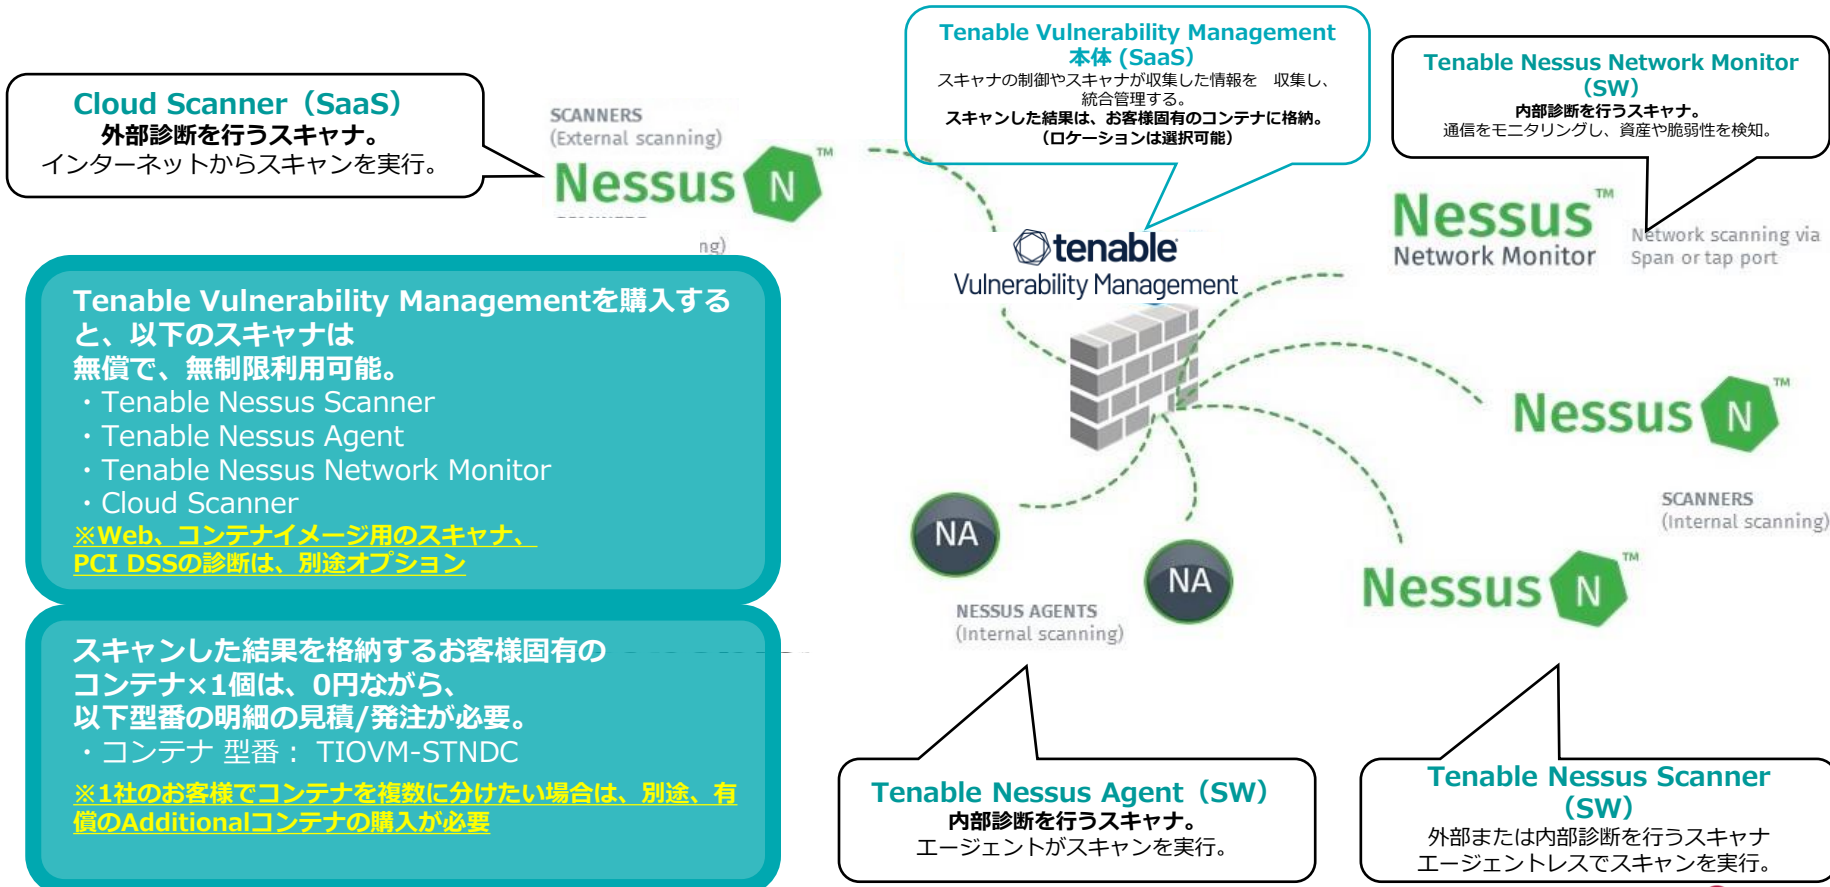 Cloud Scanner（SaaS）
外部診断を行うスキャナ。
インターネットからスキャンを実行。
SCANNERS
(External scanning)
Nessus N ™
ng)
Tenable Vulnerability Management
本体 (SaaS）
スキャナの制御やスキャナが収集した情報を　収集し、
統合管理する。
スキャンした結果は、お客様固有のコンテナに格納。
（ロケーションは選択可能）
tenable
Vulnerability Management
Tenable Nessus Network Monitor
（SW）
内部診断を行うスキャナ。
通信をモニタリングし、資産や脆弱性を検知。
Nessus ™
Network Monitor
Network scanning via
Span or tap port
Tenable Vulnerability Managementを購入する
と、以下のスキャナは
無償で、無制限利用可能。
・Tenable Nessus Scanner
・Tenable Nessus Agent
・Tenable Nessus Network Monitor
・Cloud Scanner
※Web、コンテナイメージ用のスキャナ、
PCI DSSの診断は、別途オプション
スキャンした結果を格納するお客様固有の
コンテナ×1個は、0円ながら、
以下型番の明細の見積/発注が必要。
・コンテナ 型番： TIOVM-STNDC
※1社のお客様でコンテナを複数に分けたい場合は、別途、有
償のAdditionalコンテナの購入が必要
Nessus N ™
SCANNERS
(Internal scanning)
Nessus N ™
NA
NA
NESSUS AGENTS
(Internal scanning)
Tenable Nessus Agent（SW）
内部診断を行うスキャナ。
エージェントがスキャンを実行。
Tenable Nessus Scanner
（SW）
外部または内部診断を行うスキャナ
エージェントレスでスキャンを実行。